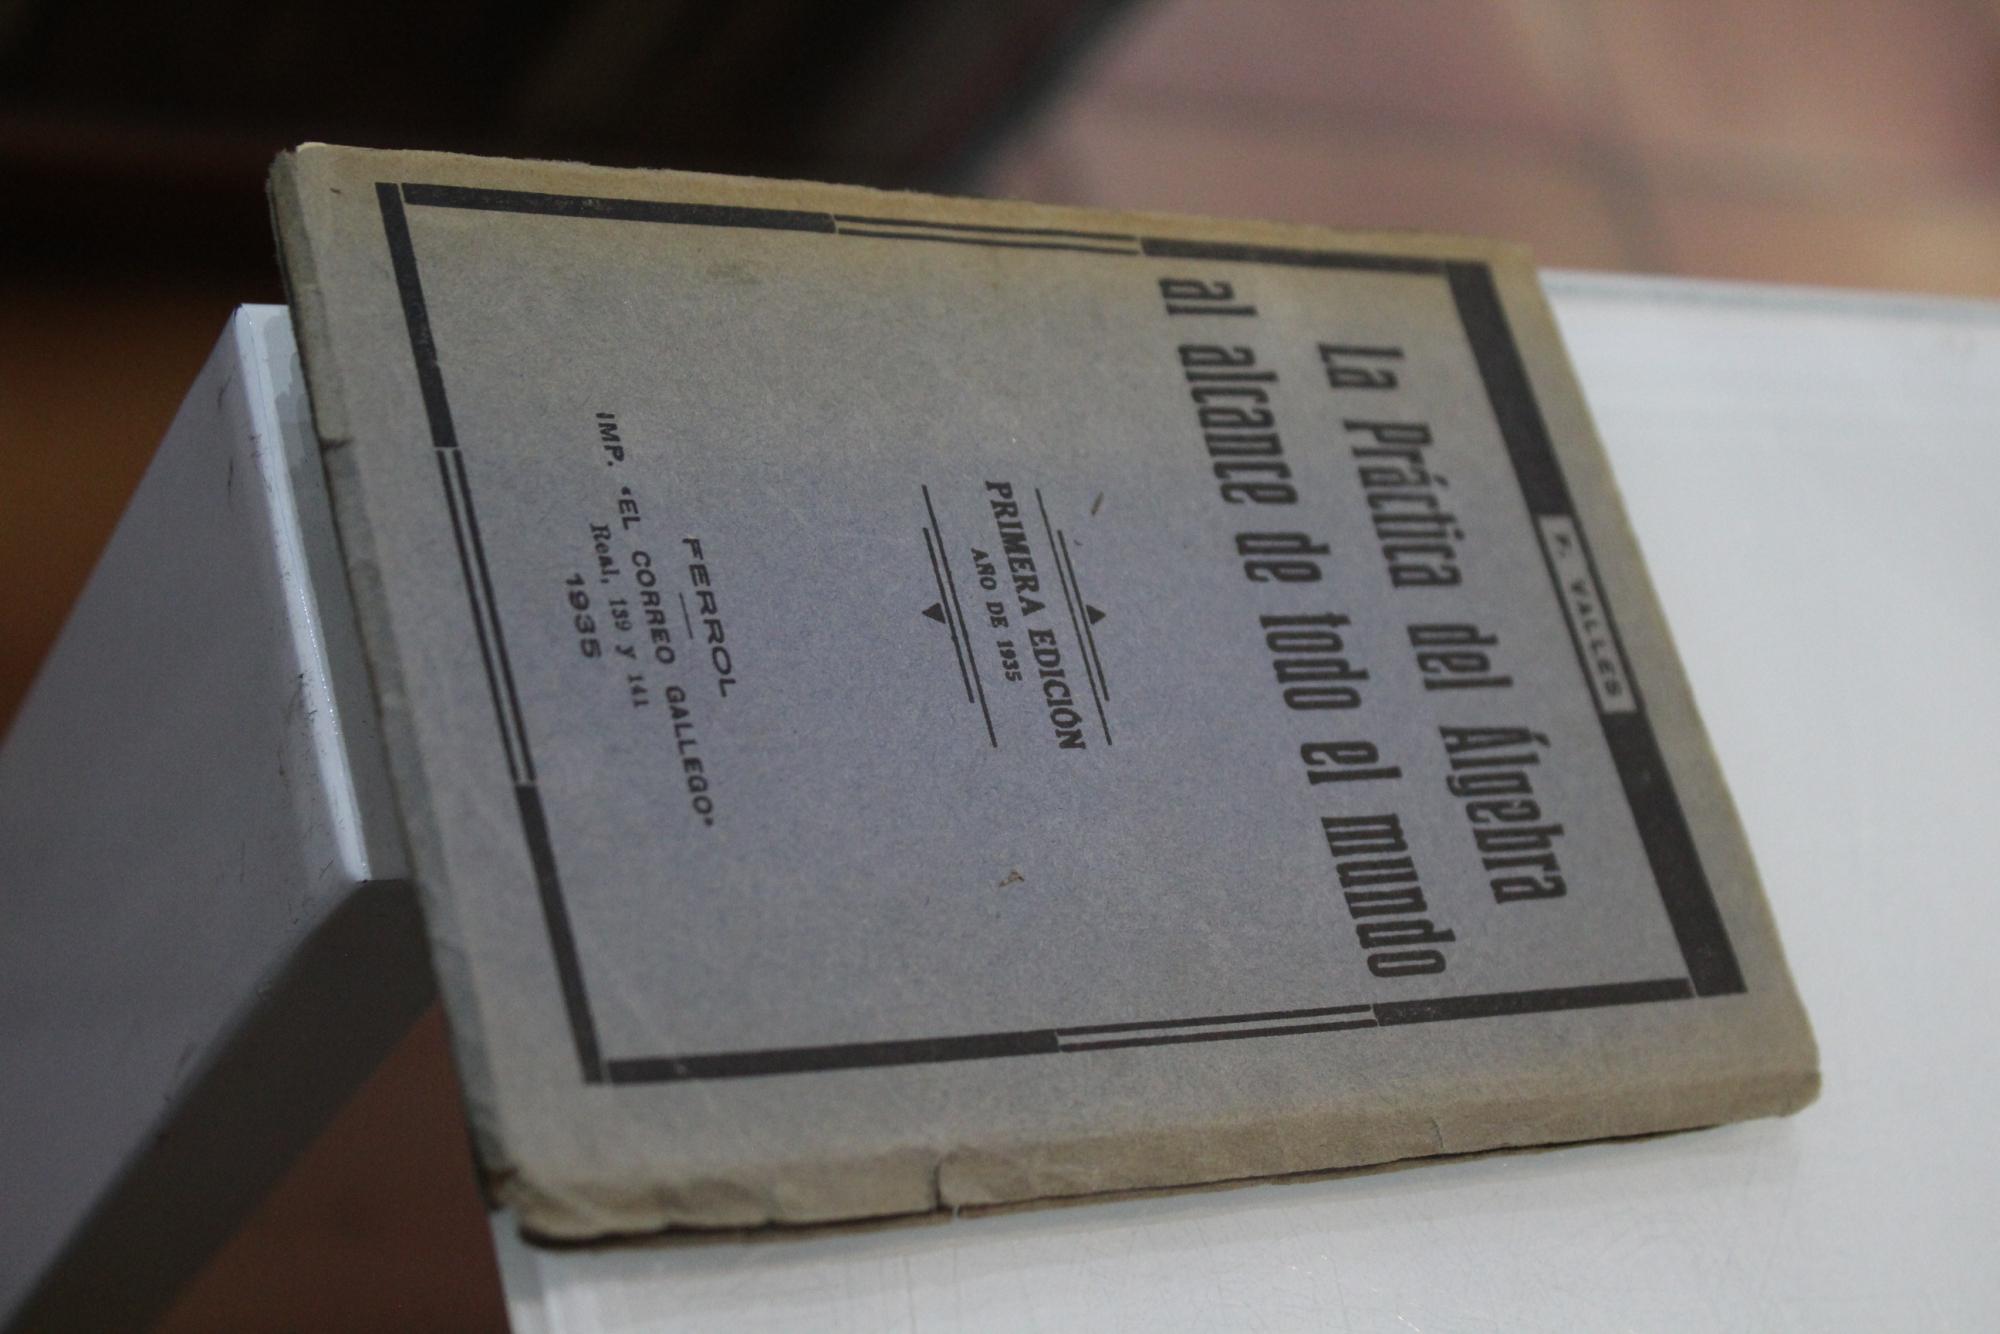 F. VALLES
La Práctica del Álgebra
al alcance de todo el mundo
PRIMERA EDICIÓN
AÑO DE 1935
FERROL
IMP. "EL CORREO GALLEGO"
Real, 139 y 141
1935